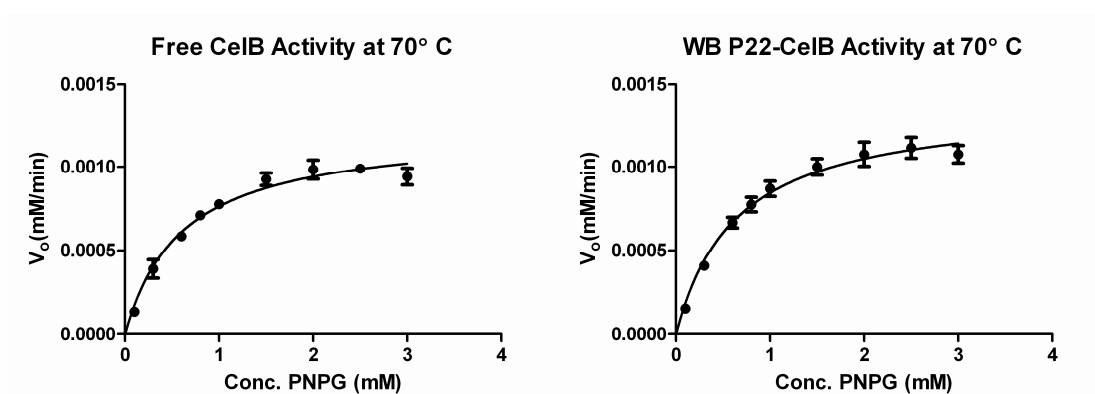 Free CelB Activity at 70° C
0.0015
0.0010
0.0005
0.0000
Vo(mM/min)
0 1 2 3 4
Conc. PNPG (mM)
WB P22-CelB Activity at 70° C
0.0015
0.0010
0.0005
0.0000
Vo(mM/min)
0 1 2 3 4
Conc. PNPG (mM)